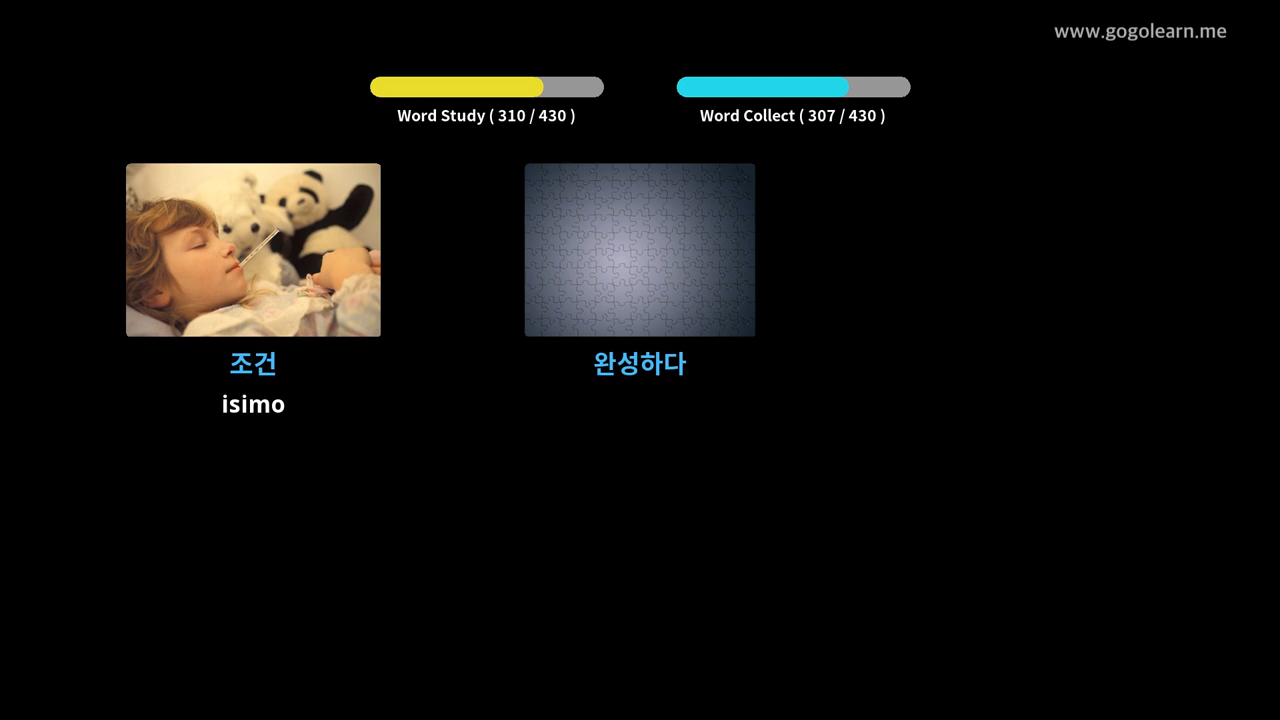 www.gogolearn.me
Word Study ( 310 / 430 )
Word Collect ( 307 / 430 )
조건
완성하다
isimo